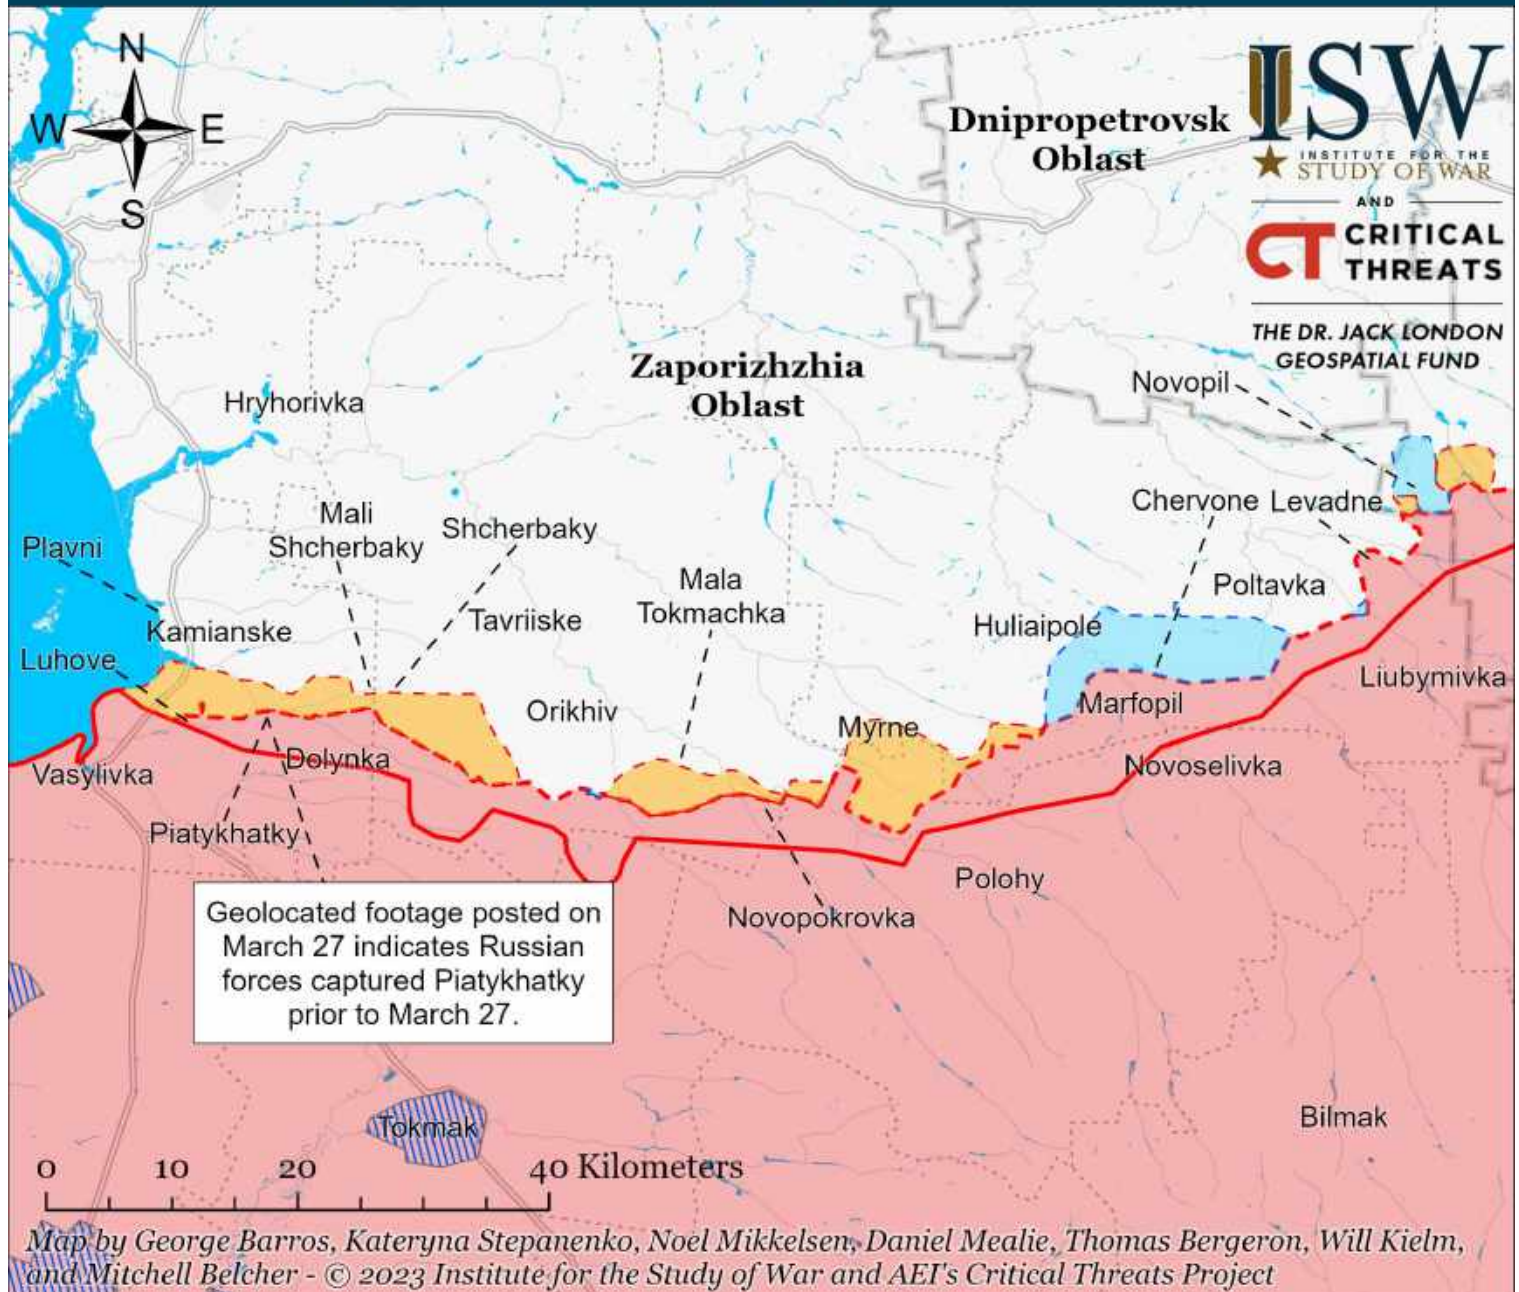 N
W
E
S
Dnipropetrovsk
Oblast
ISW
INSTITUTE FOR THE
STUDY OF WAR
AND
CT CRITICAL
THREATS
THE DR. JACK LONDON
GEOSPATIAL FUND
Zaporizhzhia
Oblast
Novopil
Hryhorivka
Chervone
Levadne
Mali
Shcherbaky
Shcherbaky
Plavni
Mala
Tokmachka
Poltavka
Tavriiske
Huliaipole
Kamianske
Luhove
Liubymivka
Marfopil
Orikhiv
Myrne
Dolynka
Novoselivka
Vasylivka
Piatykhatky
Polohy
Novopokrovka
Geolocated footage posted on
March 27 indicates Russian
forces captured Piatykhatky
prior to March 27.
Bilmak
Tokmak
0 10 20 40 Kilometers
Map by George Barros, Kateryna Stepanenko, Noel Mikkelsen, Daniel Mealie, Thomas Bergeron, Will Kielm,
and Mitchell Belcher - © 2023 Institute for the Study of War and AEI's Critical Threats Project